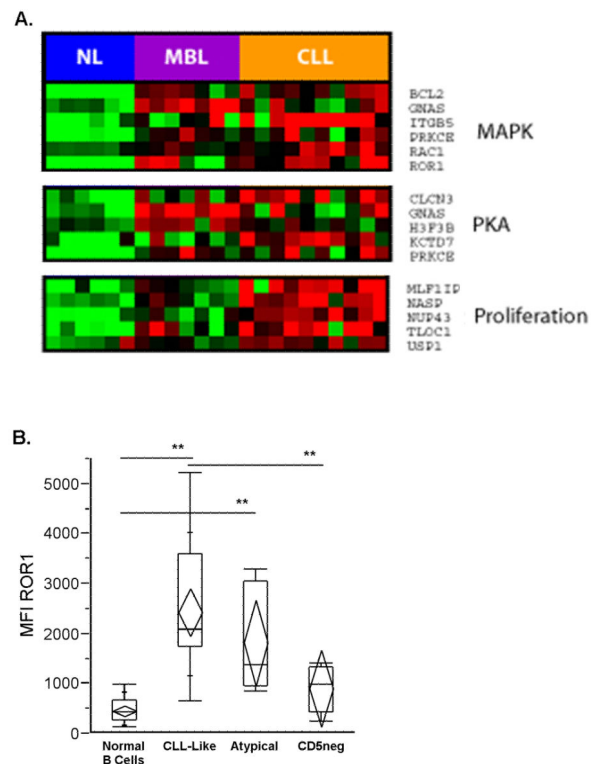 A.
NL MBL CLL
BCL2
GNAS
ITGB5
PRKCE
RAC1
ROR1
MAPK
CLCN3
GNAS
H3F3B
KCTD7
PRKCE
PKA
MLF1IP
NASP
NUP43
TLOC1
USP1
Proliferation
B.
**
**
**
MFI ROR1
5000
4000
3000
2000
1000
0
Normal B Cells
CLL-Like
Atypical
CD5neg